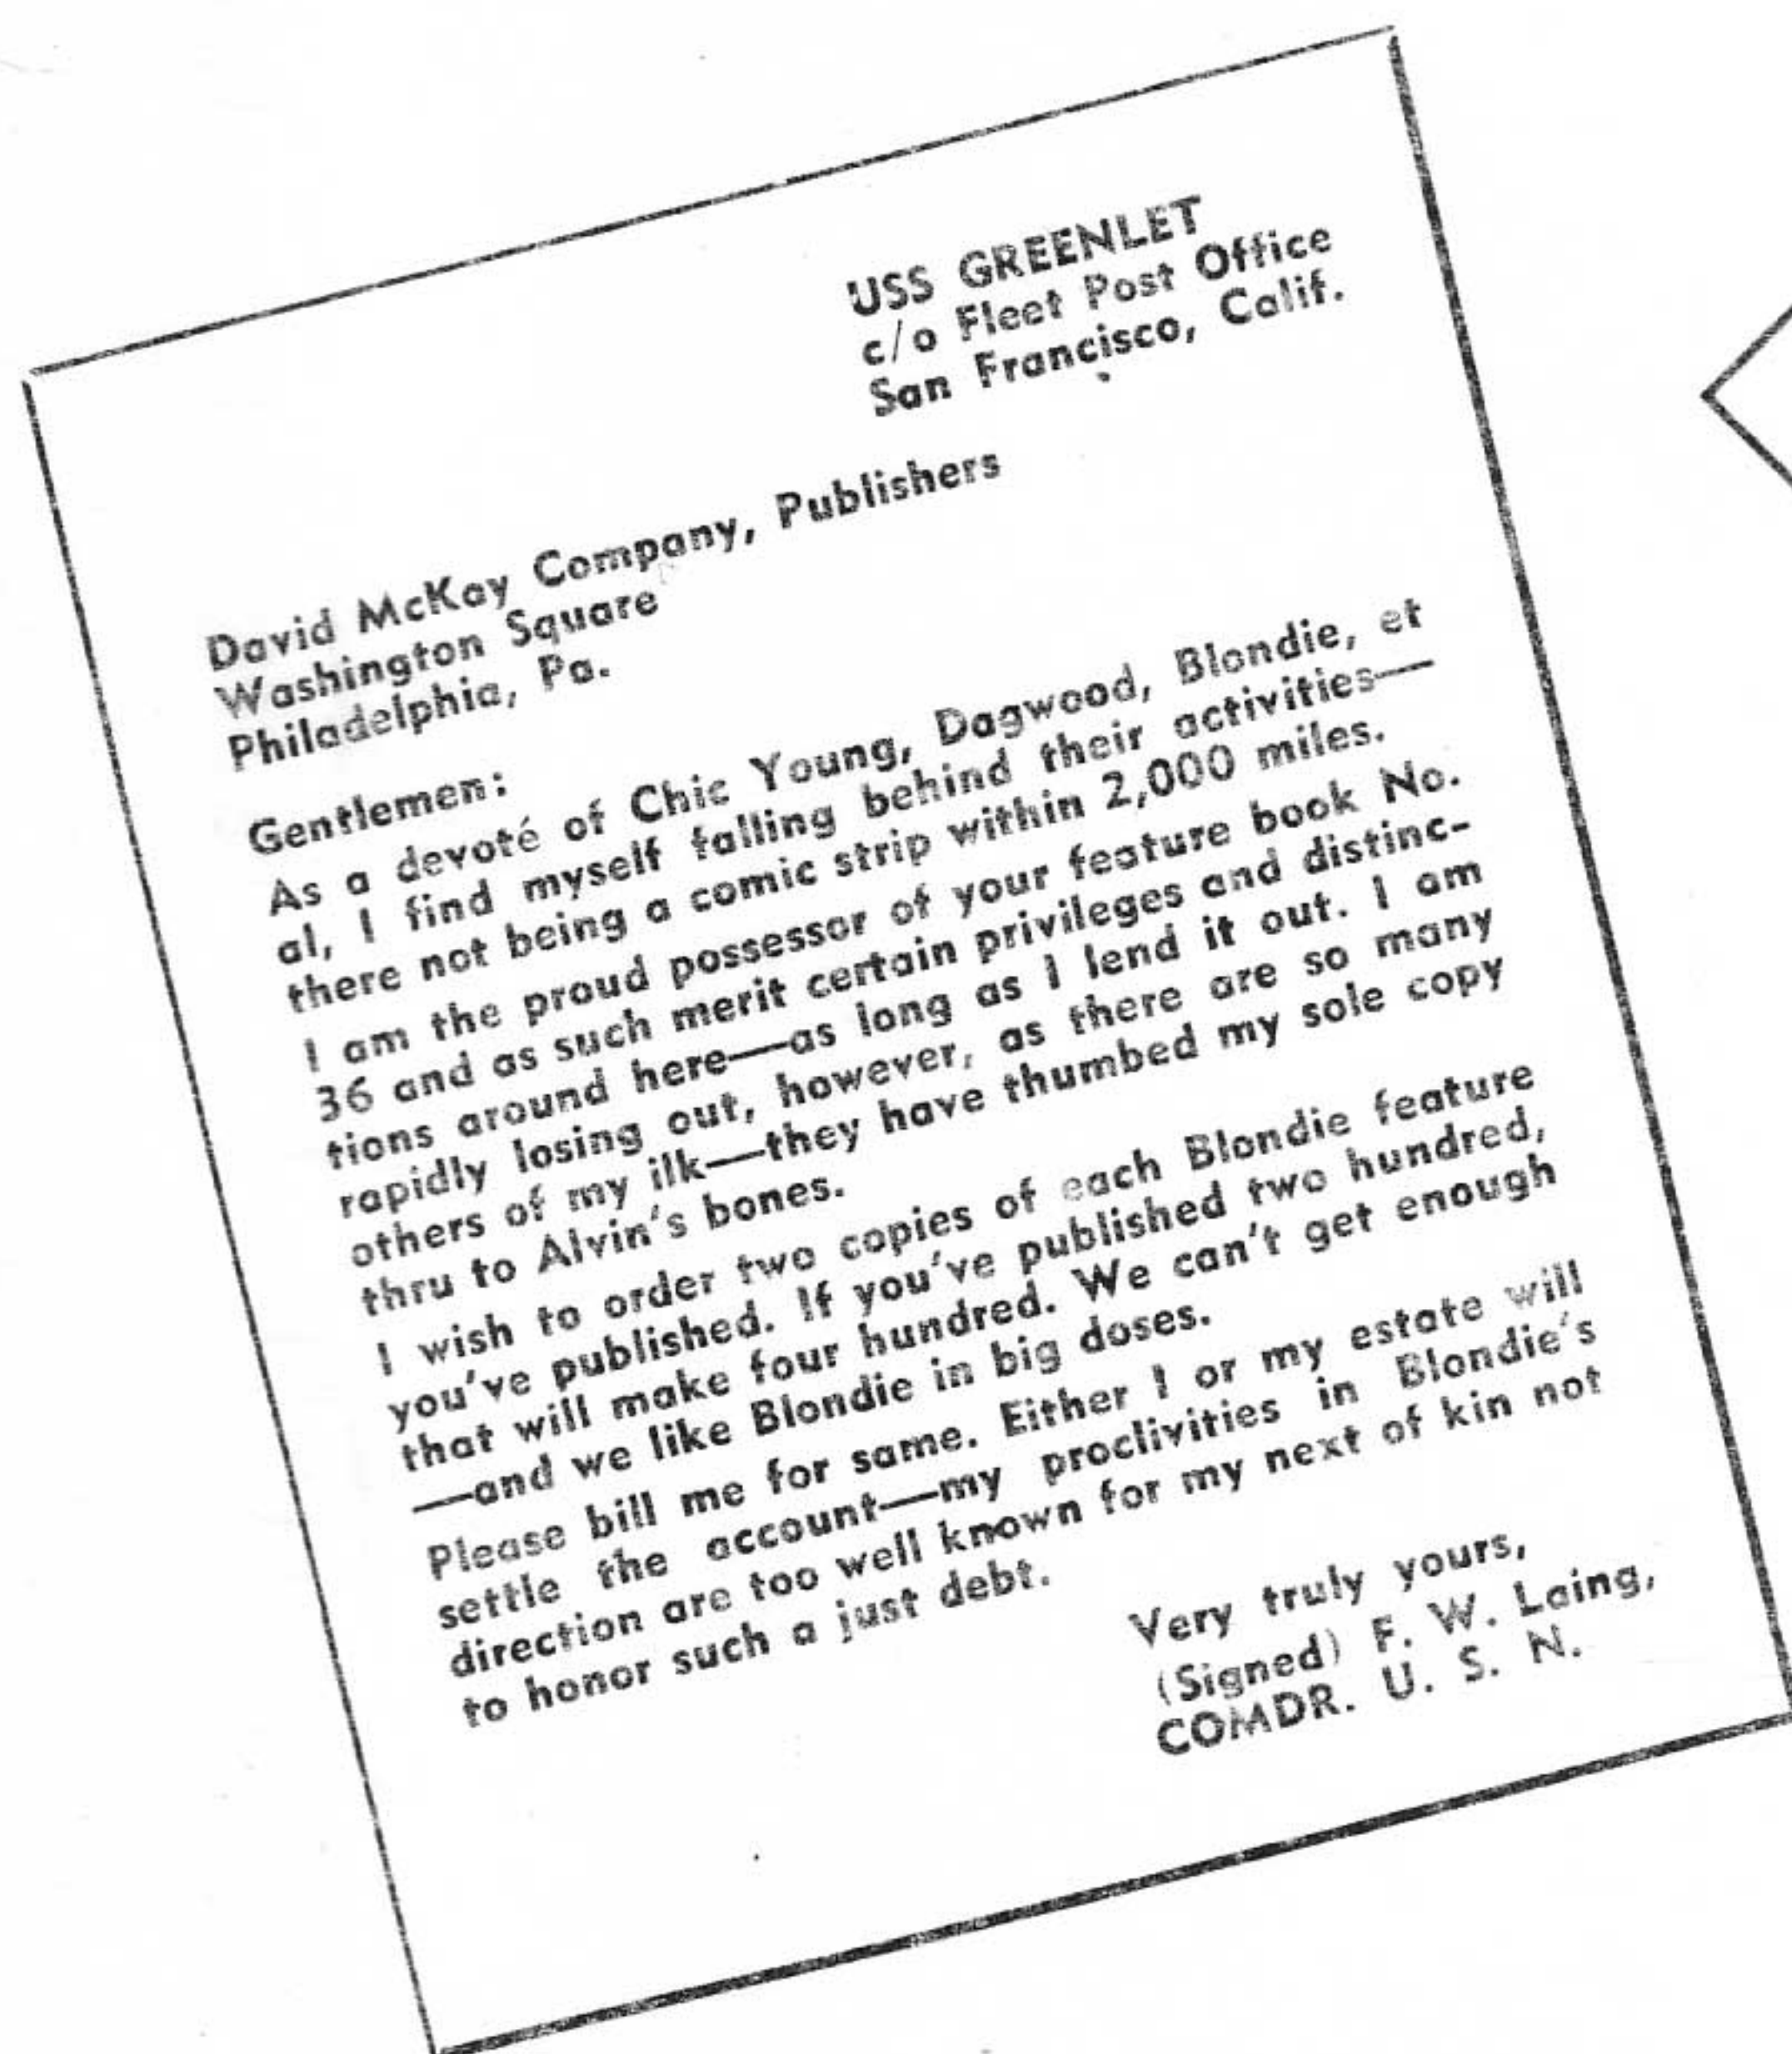 USS GREENLET
c/o Fleet Post Office
San Francisco, Calif.
David McKay Company, Publishers
Washington Square
Philadelphia, Pa.
Gentlemen:
As a devoté of Chic Young, Dagwood, Blondie, et
al, I find myself falling behind their activities—
there not being a comic strip within 2,000 miles.
I am the proud possessor of your feature book No.
36 and as such merit certain privileges and distinc-
tions around here—as long as I lend it out. I am
rapidly losing out, however, as there are so many
others of my ilk—they have thumbed my sole copy
thru to Alvin's bones.
I wish to order two copies of each Blondie feature
you've published. If you've published two hundred,
that will make four hundred. We can't get enough
—and we like Blondie in big doses.
Please bill me for same. Either I or my estate will
settle the account—my proclivities in Blondie's
direction are too well known for my next of kin not
to honor such a just debt.
Very truly yours,
(Signed) F. W. Laing,
COMDR. U. S. N.